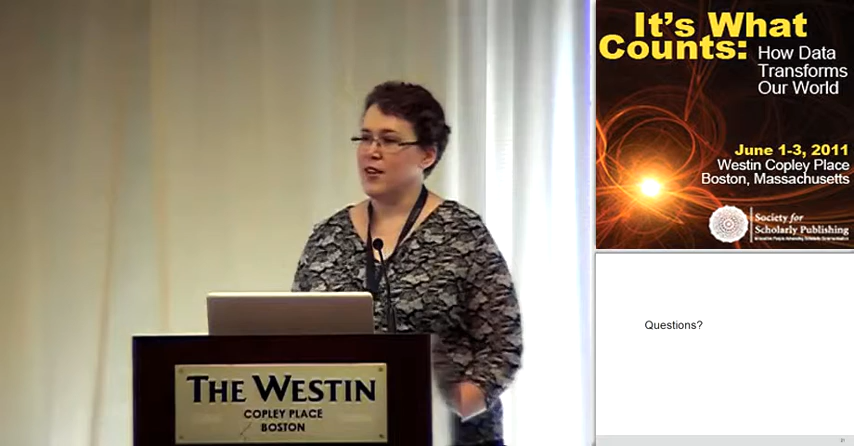 THE WESTIN
COPLEY PLACE
BOSTON
It's What
Counts: How Data
Transforms
Our World
June 1-3, 2011
Westin Copley Place
Boston, Massachusetts
Society for
Scholarly Publishing
Questions?